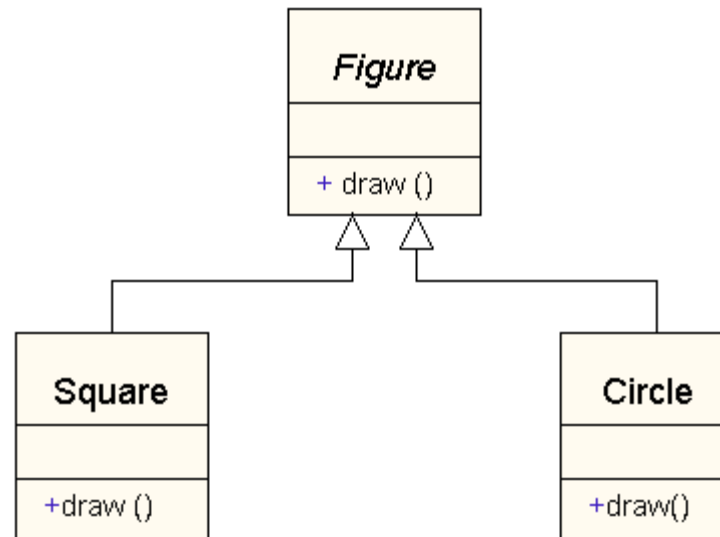 Figure
+ draw ()
Square
Circle
+draw ()
+draw()